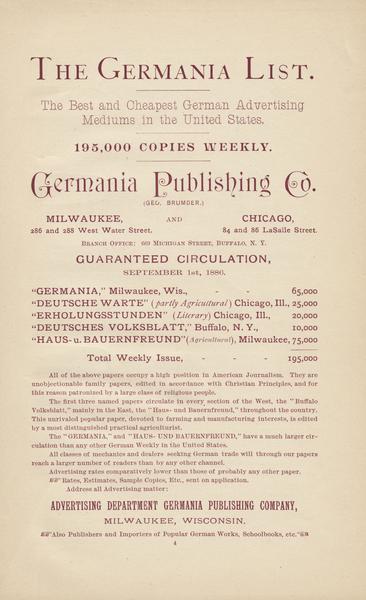 THE GERMANIA LIST.
The Best and Cheapest German Advertising
Mediums in the United States.
195,000 COPIES WEEKLY.
Germania Publishing Co.
(GEO. BRUMDER.)
MILWAUKEE, AND CHICAGO,
286 and 288 West Water Street. 84 and 86 LaSalle Street.
BRANCH OFFICE: 669 MICHIGAN STREET, BUFFALO, N. Y.
GUARANTEED CIRCULATION,
SEPTEMBER 1st, 1886.
"GERMANIA," Milwaukee, Wis., - - 65,000
"DEUTSCHE WARTE" (partly Agricultural) Chicago, Ill., 25,000
"ERHOLUNGSSTUNDEN" (Literary) Chicago, Ill., 20,000
"DEUTSCHES VOLKSBLATT," Buffalo, N. Y., 10,000
"HAUS- u. BAUERNFREUND" (Agricultural), Milwaukee, 75,000
Total Weekly Issue, - - - 195,000
All of the above papers occupy a high position in American Journalism. They are
unobjectionable family papers, edited in accordance with Christian Principles, and for
this reason patronized by a large class of religious people.
The first three named papers circulate in every section of the West, the "Buffalo
Volksblatt," mainly in the East, the "Haus- und Bauernfreund," throughout the country.
This unrivaled popular paper, devoted to farming and manufacturing interests, is edited
by a most distinguished practical agriculturist.
The "GERMANIA," and "HAUS- UND BAUERNFREUND," have a much larger cir-
culation than any other German Weekly in the United States.
All classes of mechanics and dealers seeking German trade will through our papers
reach a larger number of readers than by any other channel.
Advertising rates comparatively lower than those of probably any other paper.
☞ Rates, Estimates, Sample Copies, Etc., sent on application.
Address all Advertising matter:
ADVERTISING DEPARTMENT GERMANIA PUBLISHING COMPANY,
MILWAUKEE, WISCONSIN.
☞ "Also Publishers and Importers of Popular German Works, Schoolbooks, etc." ☜
4